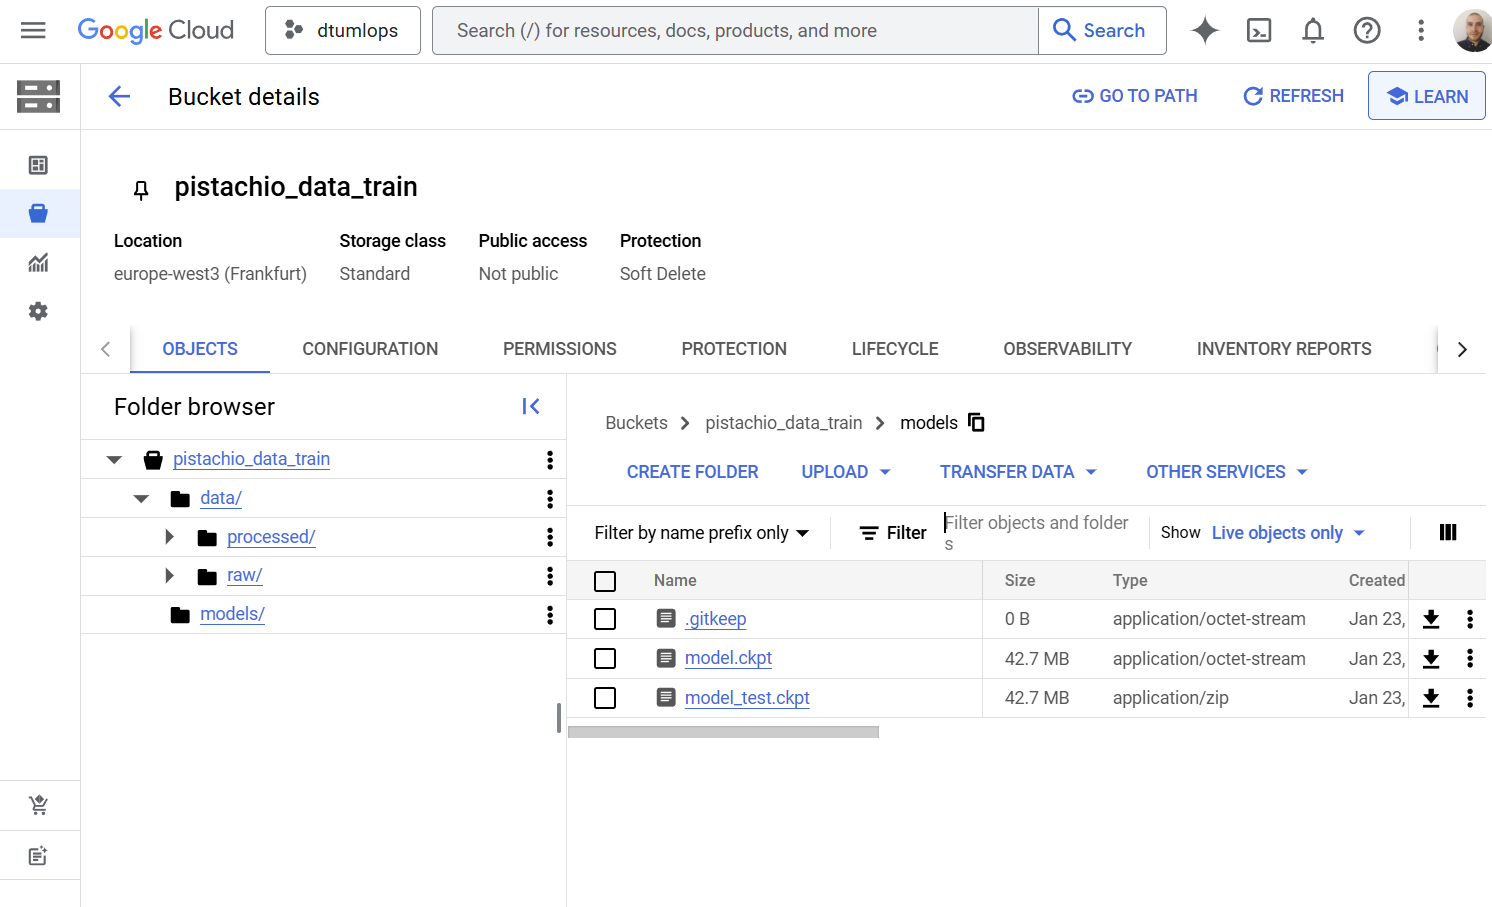 Google Cloud
dtumlops
Search (/) for resources, docs, products, and more
Search
Bucket details
GO TO PATH
REFRESH
LEARN
pistachio_data_train
Location
Storage class
Public access
Protection
europe-west3 (Frankfurt)
Standard
Not public
Soft Delete
OBJECTS
CONFIGURATION
PERMISSIONS
PROTECTION
LIFECYCLE
OBSERVABILITY
INVENTORY REPORTS
Folder browser
pistachio_data_train
data/
processed/
raw/
models/
Buckets
pistachio_data_train
models
CREATE FOLDER
UPLOAD
TRANSFER DATA
OTHER SERVICES
Filter by name prefix only
Filter
Filter objects and folder
s
Show
Live objects only
Name
Size
Type
Created
.gitkeep
0 B
application/octet-stream
Jan 23,
model.ckpt
42.7 MB
application/octet-stream
Jan 23,
model_test.ckpt
42.7 MB
application/zip
Jan 23,